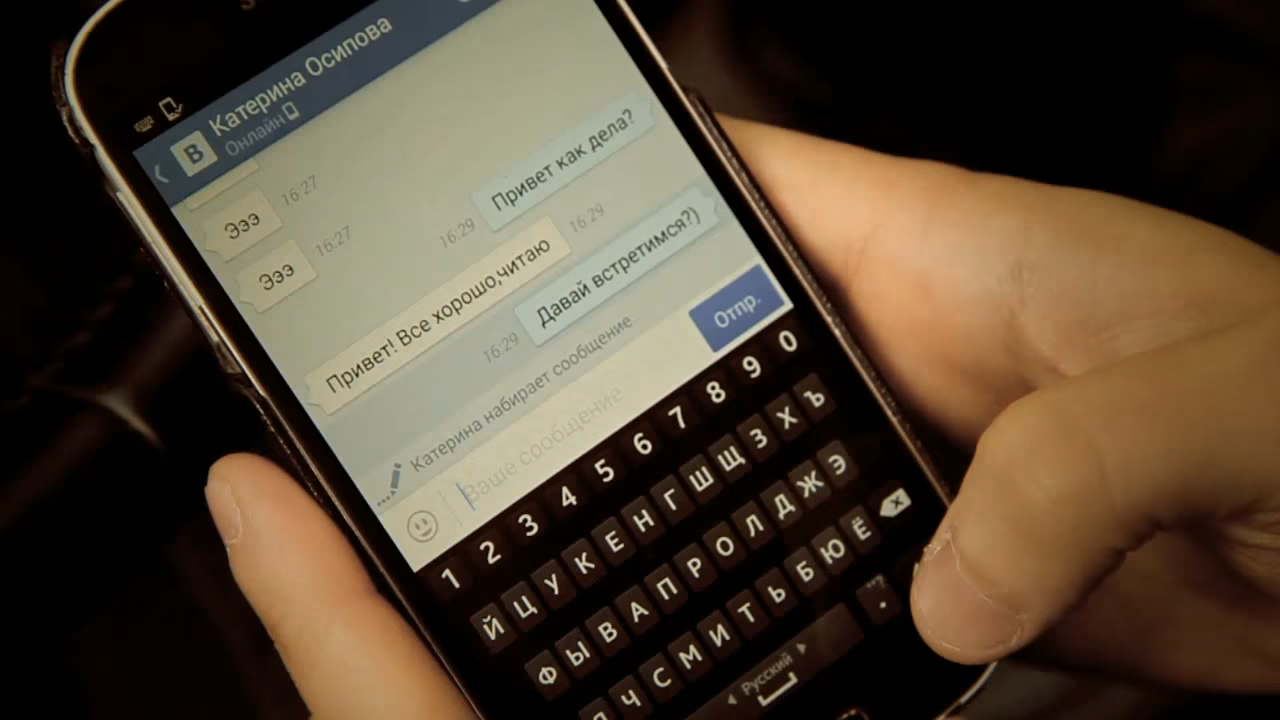 В
Катерина Осипова
Онлайн
Эээ
16:27
Эээ
16:27
16:29
Привет как дела?
Привет! Все хорошо,читаю
16:29
16:29
Давай встретимся?)
Катерина набирает сообщение
Ваше сообщение
Отпр.
1 2 3 4 5 6 7 8 9 0
Й Ц У К Е Н Г Ш Щ З Х Ъ
Ф Ы В А П Р О Л Д Ж Э
Ч С М И Т Ь Б Ю Ё
Русский